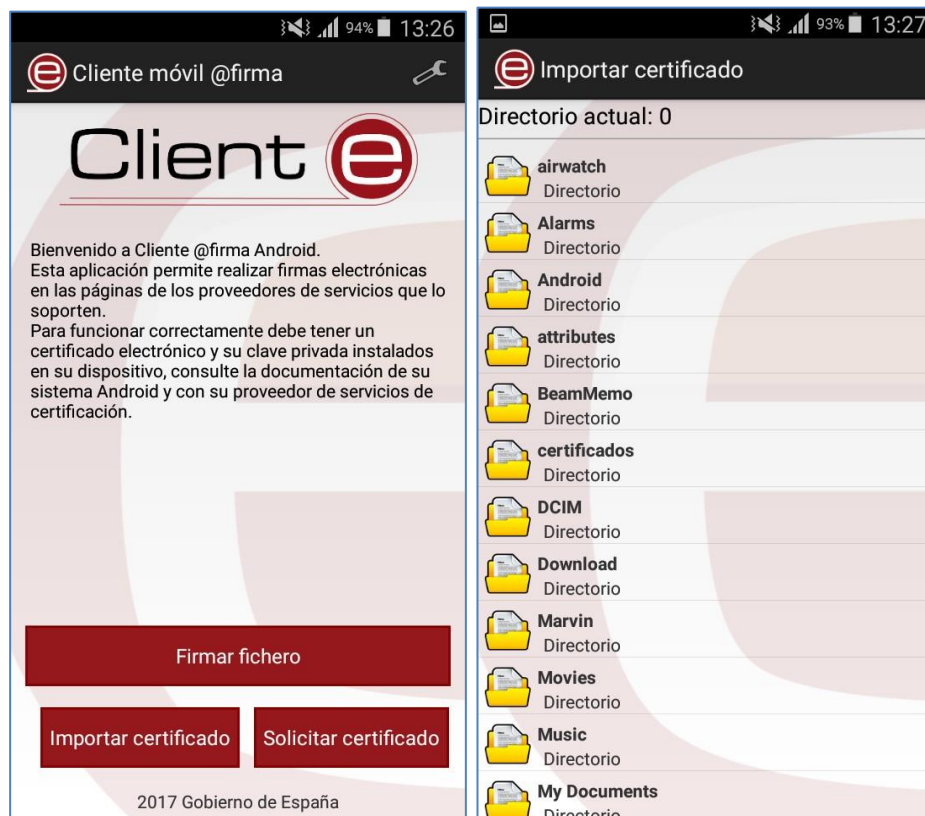 94% 13:26
Cliente móvil @firma
Client e
Bienvenido a Cliente @firma Android.
Esta aplicación permite realizar firmas electrónicas
en las páginas de los proveedores de servicios que lo
soporten.
Para funcionar correctamente debe tener un
certificado electrónico y su clave privada instalados
en su dispositivo, consulte la documentación de su
sistema Android y con su proveedor de servicios de
certificación.
Firmar fichero
Importar certificado
Solicitar certificado
2017 Gobierno de España
93% 13:27
Importar certificado
Directorio actual: 0
airwatch
Directorio
Alarms
Directorio
Android
Directorio
attributes
Directorio
BeamMemo
Directorio
certificados
Directorio
DCIM
Directorio
Download
Directorio
Marvin
Directorio
Movies
Directorio
Music
Directorio
My Documents
Directorio